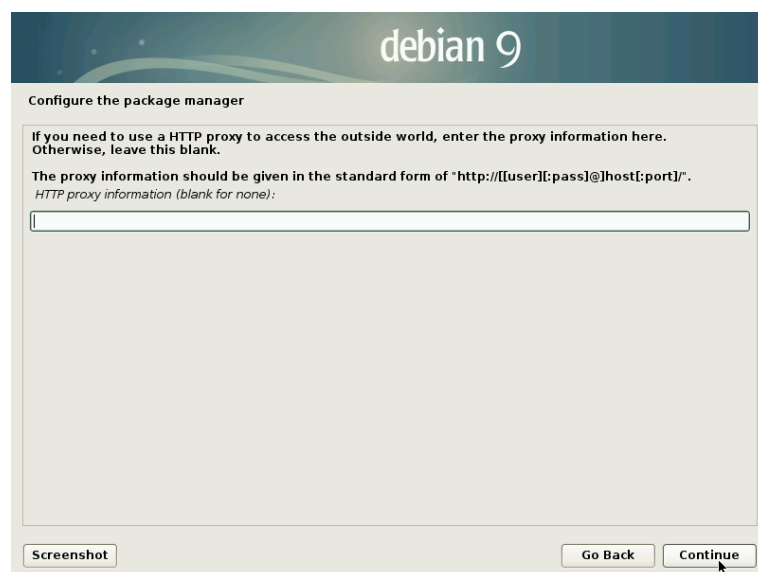 debian 9
Configure the package manager
If you need to use a HTTP proxy to access the outside world, enter the proxy information here.
Otherwise, leave this blank.
The proxy information should be given in the standard form of "http://[[user][:pass]@]host[:port]/".
HTTP proxy information (blank for none):
Screenshot
Go Back
Continue